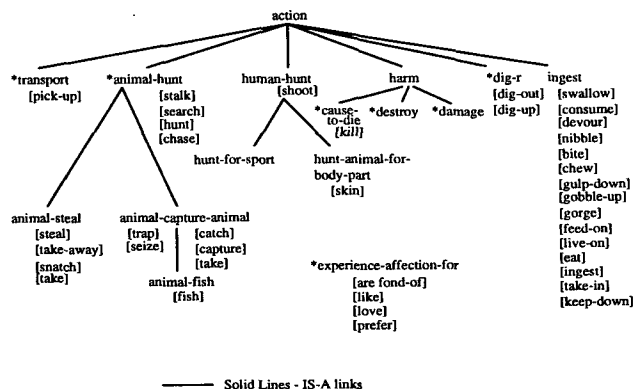 action
*transport
[pick-up]
*animal-hunt
[stalk]
[search]
[hunt]
[chase]
human-hunt
[shoot]
harm
*cause-
to-die
[kill]
*destroy
*damage
*dig-r
[dig-out]
[dig-up]
ingest
[swallow]
[consume]
[devour]
[nibble]
[bite]
[chew]
[gulp-down]
[gobble-up]
[gorge]
[feed-on]
[live-on]
[eat]
[ingest]
[take-in]
[keep-down]
hunt-for-sport
hunt-animal-for-
body-part
[skin]
animal-steal
[steal]
[take-away]
[snatch]
[take]
animal-capture-animal
[trap]
[seize]
[catch]
[capture]
[take]
animal-fish
[fish]
*experience-affection-for
[are fond-of]
[like]
[love]
[prefer]
Solid Lines - IS-A links